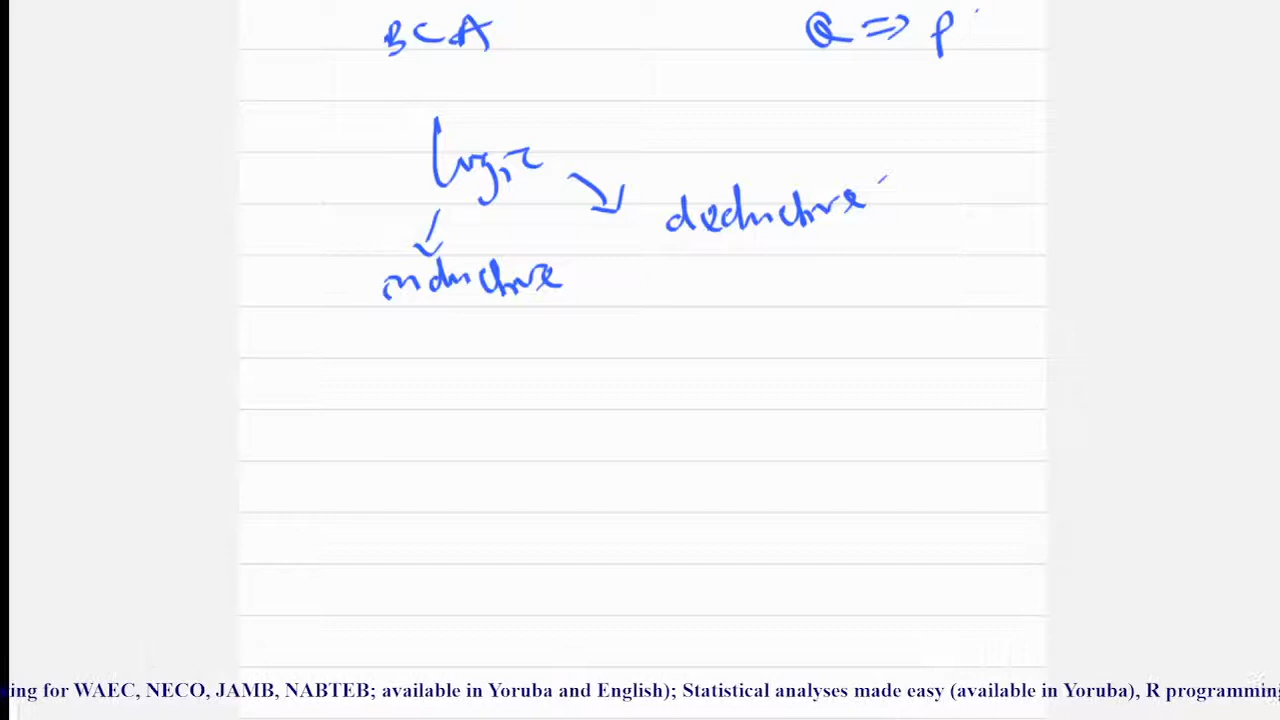 B ⊂ A
Q ⇒ P
Logic
deductive
inductive
ing for WAEC, NECO, JAMB, NABTEB; available in Yoruba and English); Statistical analyses made easy (available in Yoruba), R programming